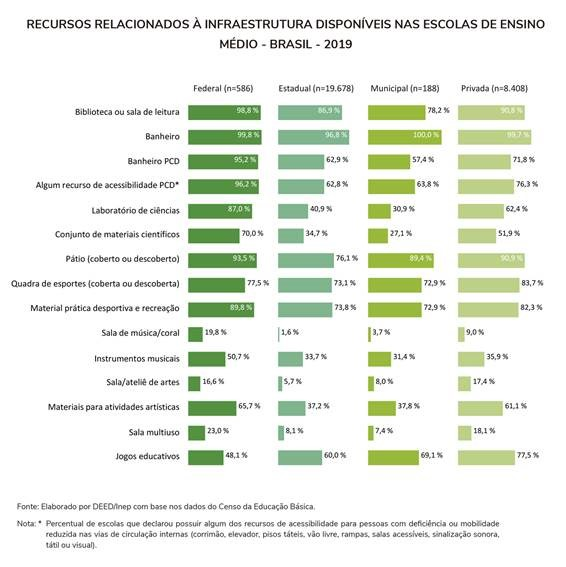 RECURSOS RELACIONADOS À INFRAESTRUTURA DISPONÍVEIS NAS ESCOLAS DE ENSINO
MÉDIO - BRASIL - 2019
Federal (n=586) Estadual (n=19.678) Municipal (n=188) Privada (n=8.408)
Biblioteca ou sala de leitura 98,8 % 86,9 % 78,2 % 90,8 %
Banheiro 99,8 % 96,8 % 100,0 % 99,7 %
Banheiro PCD 95,2 % 62,9 % 57,4 % 71,8 %
Algum recurso de acessibilidade PCD* 96,2 % 62,8 % 63,8 % 76,3 %
Laboratório de ciências 87,0 % 40,9 % 30,9 % 62,4 %
Conjunto de materiais científicos 70,0 % 34,7 % 27,1 % 51,9 %
Pátio (coberto ou descoberto) 93,5 % 76,1 % 89,4 % 90,9 %
Quadra de esportes (coberta ou descoberta) 77,5 % 73,1 % 72,9 % 83,7 %
Material prática desportiva e recreação 89,8 % 73,8 % 72,9 % 82,3 %
Sala de música/coral 19,8 % 1,6 % 3,7 % 9,0 %
Instrumentos musicais 50,7 % 33,7 % 31,4 % 35,9 %
Sala/ateliê de artes 16,6 % 5,7 % 8,0 % 17,4 %
Materiais para atividades artísticas 65,7 % 37,2 % 37,8 % 61,1 %
Sala multiuso 23,0 % 8,1 % 7,4 % 18,1 %
Jogos educativos 48,1 % 60,0 % 69,1 % 77,5 %
Fonte: Elaborado por DEED/Inep com base nos dados do Censo da Educação Básica.
Nota: * Percentual de escolas que declarou possuir algum dos recursos de acessibilidade para pessoas com deficiência ou mobilidade
reduzida nas vias de circulação internas (corrimão, elevador, pisos táteis, vão livre, rampas, salas acessíveis, sinalização sonora,
tátil ou visual).